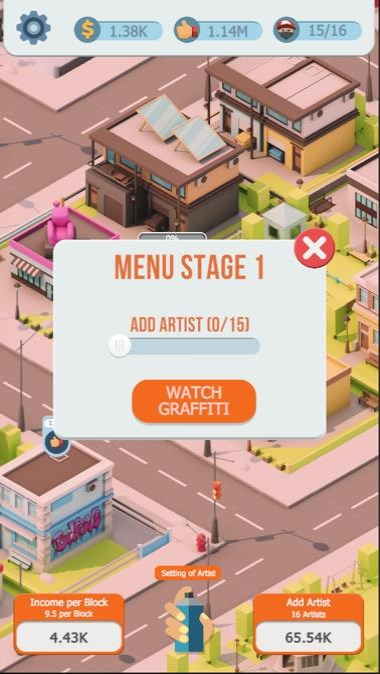 1.38K 1.14M 15/16
0%
MENU STAGE 1
ADD ARTIST (0/15)
WATCH
GRAFFITI
Setting of Artist
Income per Block
9.5 per Block
4.43K
Add Artist
16 Artists
65.54K